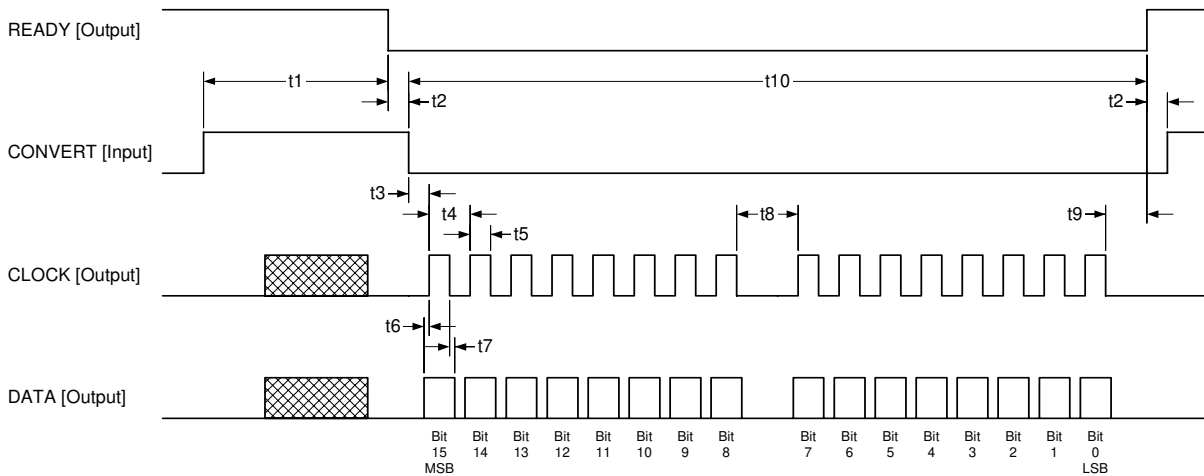 READY [Output]
t1
t10
t2
t2
CONVERT [Input]
t3
t4
t8
t9
t5
CLOCK [Output]
t6
t7
DATA [Output]
Bit Bit Bit Bit Bit Bit Bit Bit Bit Bit Bit Bit Bit Bit Bit Bit
15 14 13 12 11 10 9 8 7 6 5 4 3 2 1 0
MSB LSB